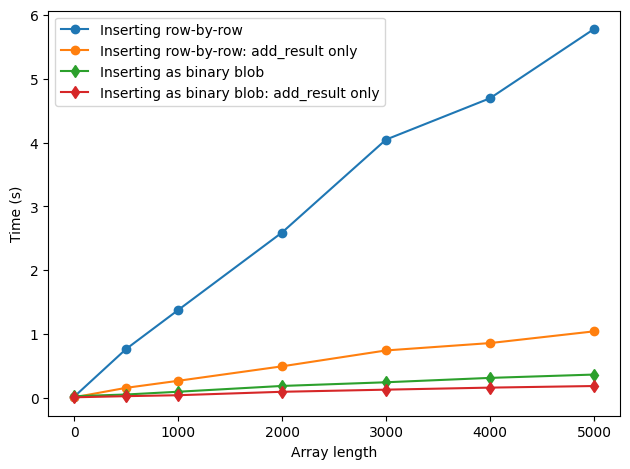 Inserting row-by-row
Inserting row-by-row: add_result only
Inserting as binary blob
Inserting as binary blob: add_result only
6
5
4
3
2
1
0
Time (s)
0 1000 2000 3000 4000 5000
Array length